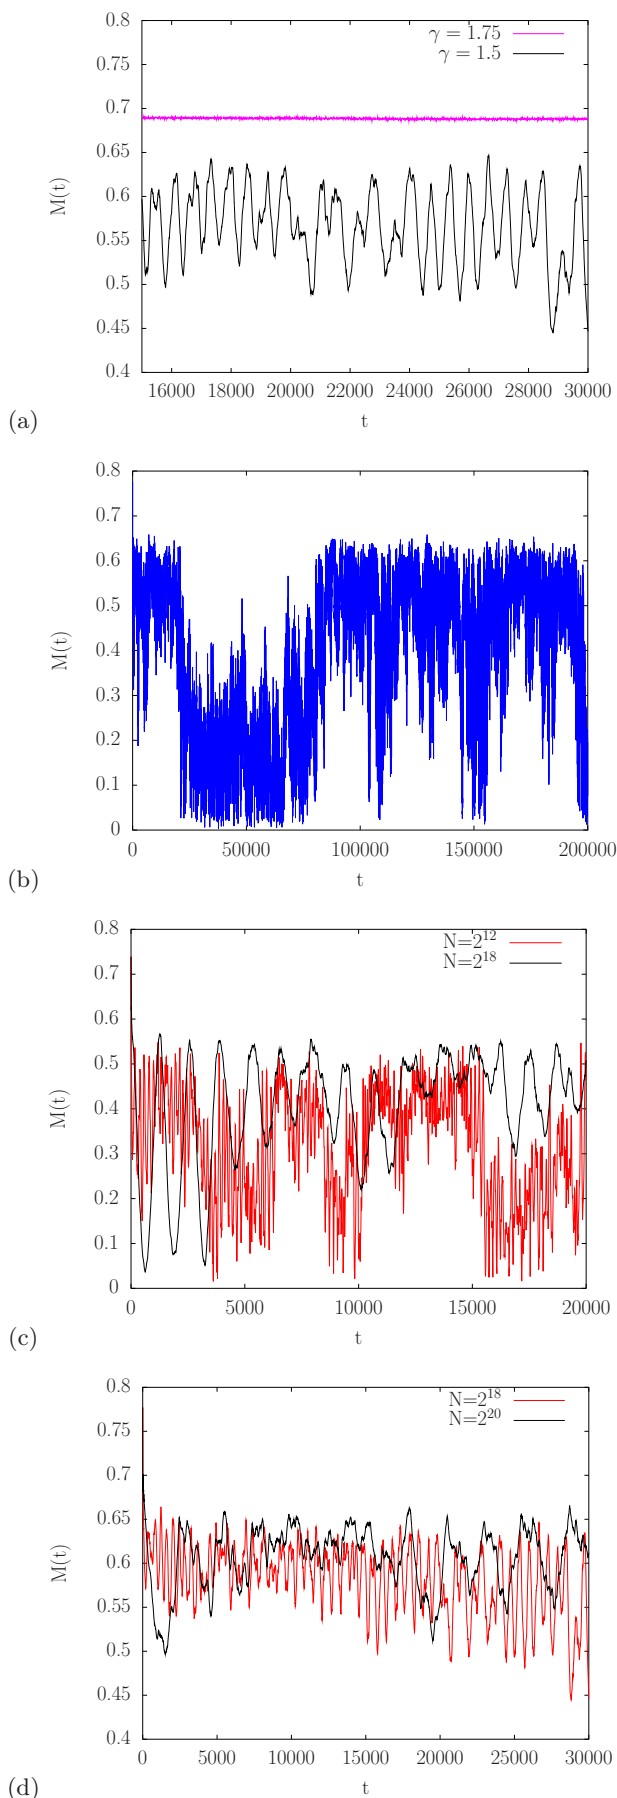 0.8
γ = 1.75
γ = 1.5
0.75
0.7
0.65
0.6
M(t)
0.55
0.5
0.45
0.4
16000 18000 20000 22000 24000 26000 28000 30000
(a)
t
0.8
0.7
0.6
0.5
M(t)
0.4
0.3
0.2
0.1
0
0 50000 100000 150000 200000
(b)
t
0.8
N=2^12
N=2^18
0.7
0.6
0.5
M(t)
0.4
0.3
0.2
0.1
0
0 5000 10000 15000 20000
(c)
t
0.8
N=2^18
N=2^20
0.75
0.7
0.65
0.6
M(t)
0.55
0.5
0.45
0.4
0 5000 10000 15000 20000 25000 30000
(d)
t